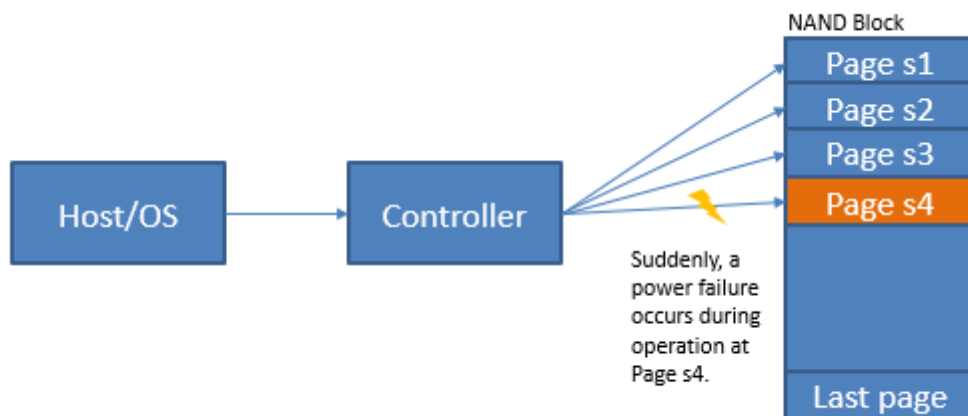 NAND Block
Page s1
Page s2
Page s3
Page s4
Host/OS
Controller
Suddenly, a
power failure
occurs during
operation at
Page s4.
Last page